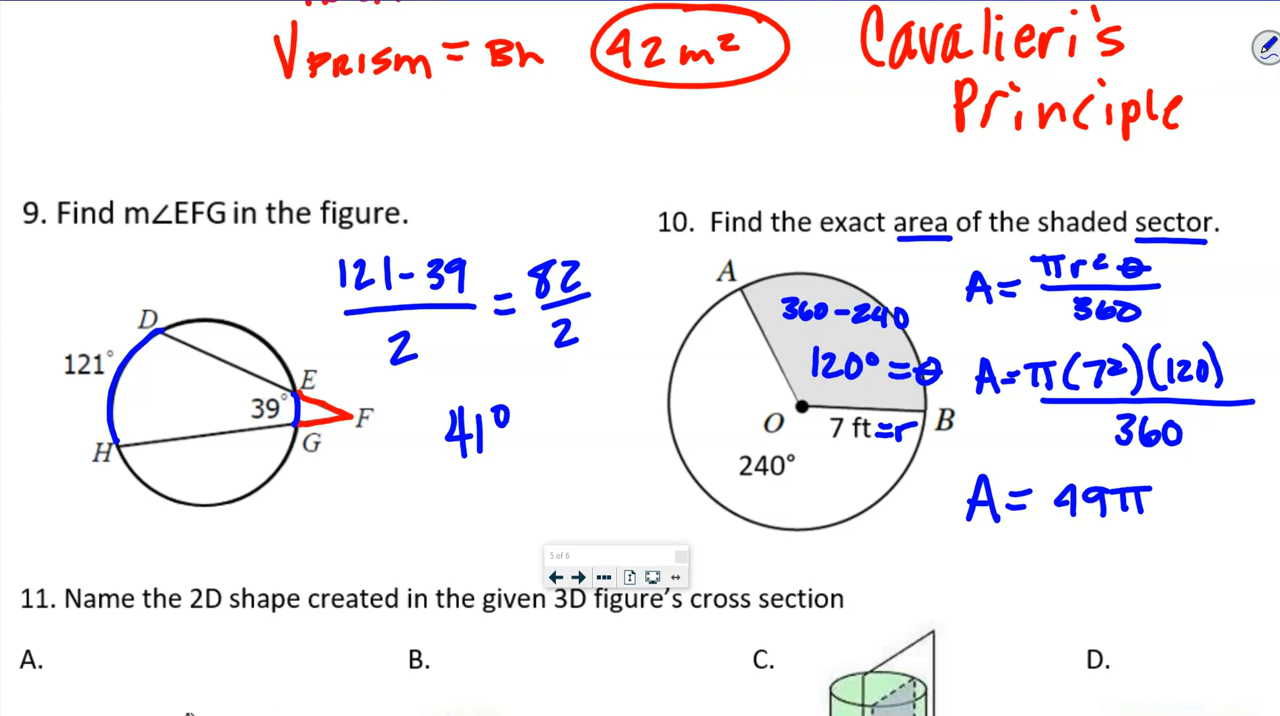 V PRISM = Bh 42 m²
Cavalieri's
Principle
9. Find m∠EFG in the figure.
121 - 39 / 2 = 82 / 2
41°
D
121°
E
39°
F
G
H
10. Find the exact area of the shaded sector.
A
360 - 240
120° = θ
O
7 ft = r
B
240°
A = πr² θ / 360
A = π(7²)(120) / 360
A = 49π
5 of 6
11. Name the 2D shape created in the given 3D figure's cross section
A. B. C. D.